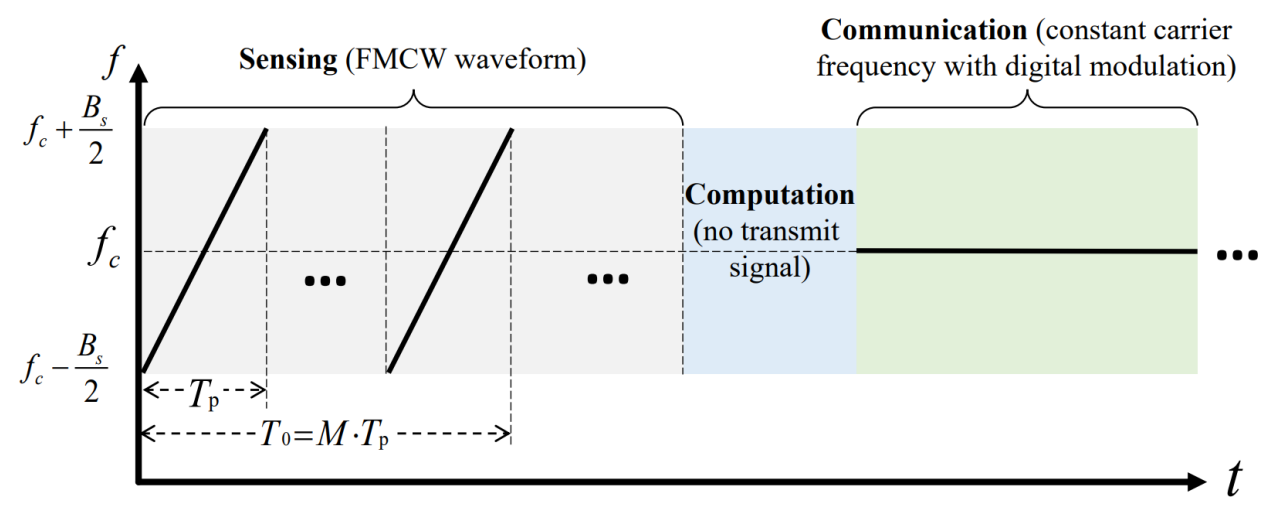 Sensing (FMCW waveform)
Communication (constant carrier
frequency with digital modulation)
f
f_c + B_s/2
f_c
f_c − B_s/2
Computation
(no transmit
signal)
...
...
...
T_p
T_0=M·T_p
t